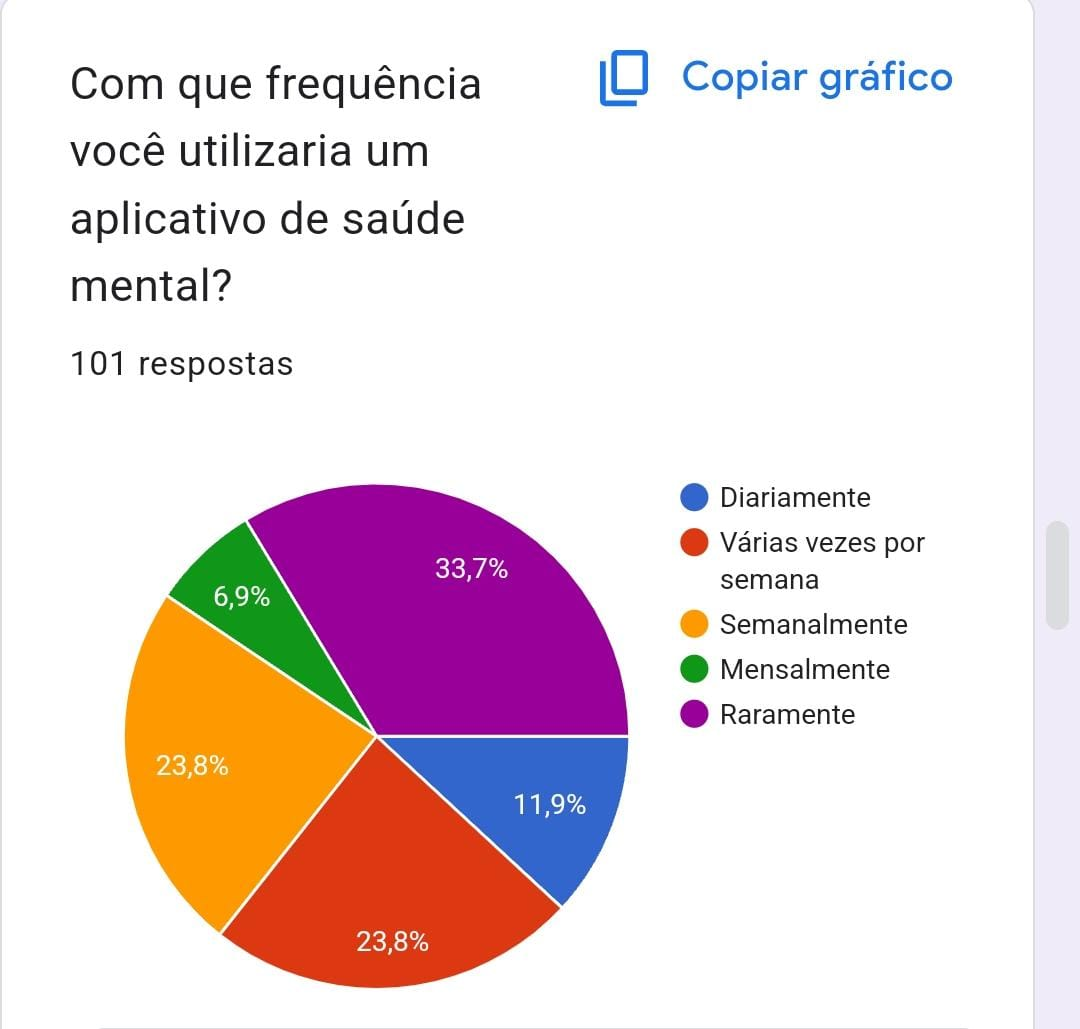 Com que frequência
você utilizaria um
aplicativo de saúde
mental?
Copiar gráfico
101 respostas
33,7%
6,9%
23,8%
11,9%
23,8%
Diariamente
Várias vezes por
semana
Semanalmente
Mensalmente
Raramente